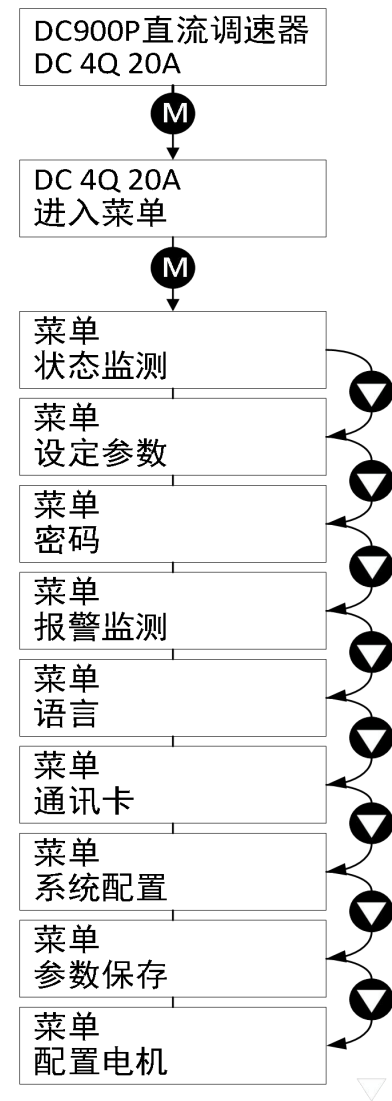 DC900P直流调速器
DC 4Q 20A
M
DC 4Q 20A
进入菜单
M
菜单
状态监测
菜单
设定参数
菜单
密码
菜单
报警监测
菜单
语言
菜单
通讯卡
菜单
系统配置
菜单
参数保存
菜单
配置电机